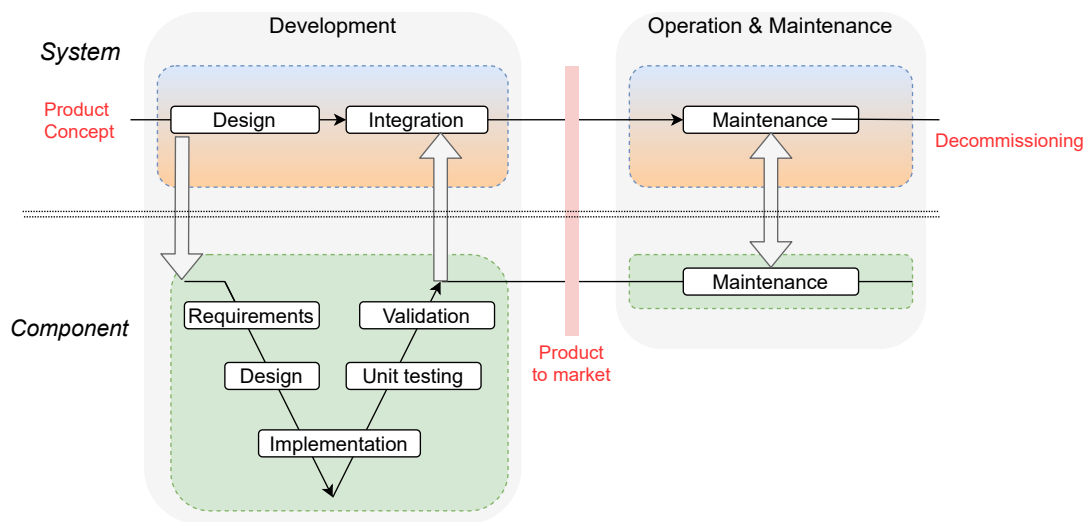 Development
Operation & Maintenance
System
Product
Concept
Design
Integration
Maintenance
Decommissioning
Maintenance
Component
Requirements
Validation
Product
to market
Design
Unit testing
Implementation